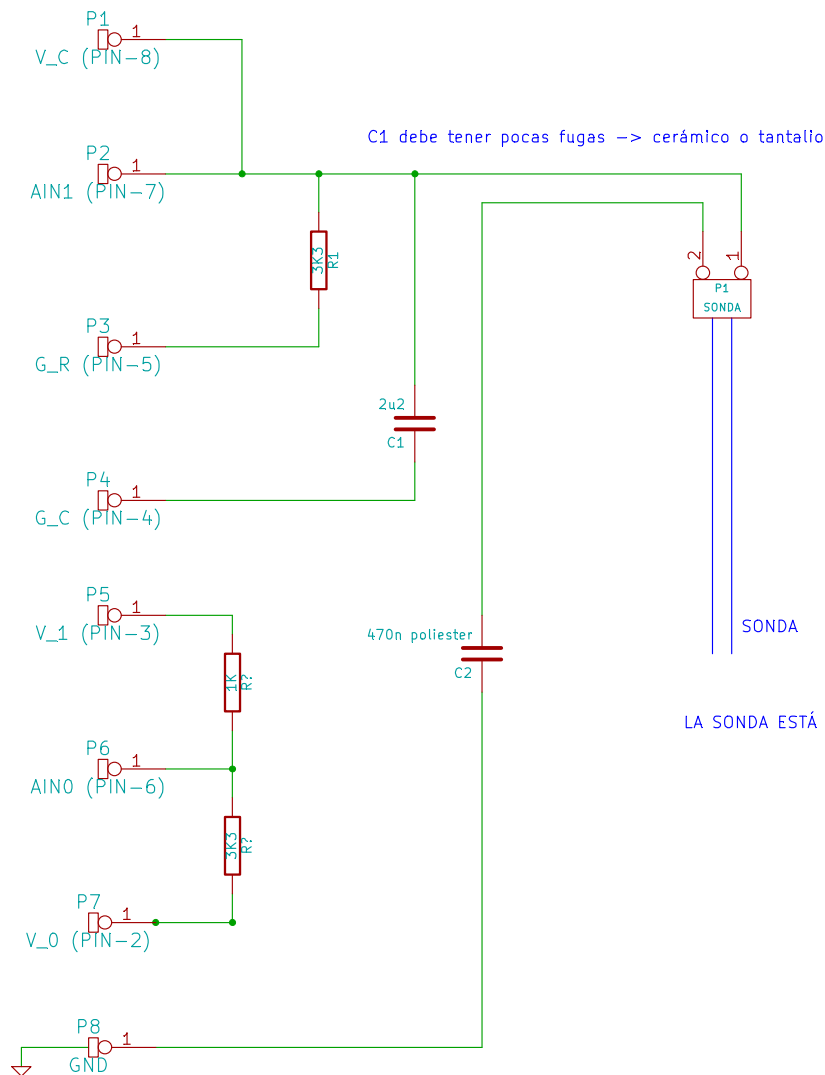 P1
1
V_C (PIN-8)
C1 debe tener pocas fugas -> cerámico o tantalio
P2
1
AIN1 (PIN-7)
3K3
R1
2
1
P1
SONDA
P3
1
G_R (PIN-5)
2u2
C1
P4
1
G_C (PIN-4)
P5
1
V_1 (PIN-3)
SONDA
470n poliester
C2
1K
R?
LA SONDA ESTÁ
P6
1
AIN0 (PIN-6)
3K3
R?
P7
1
V_0 (PIN-2)
P8
1
GND